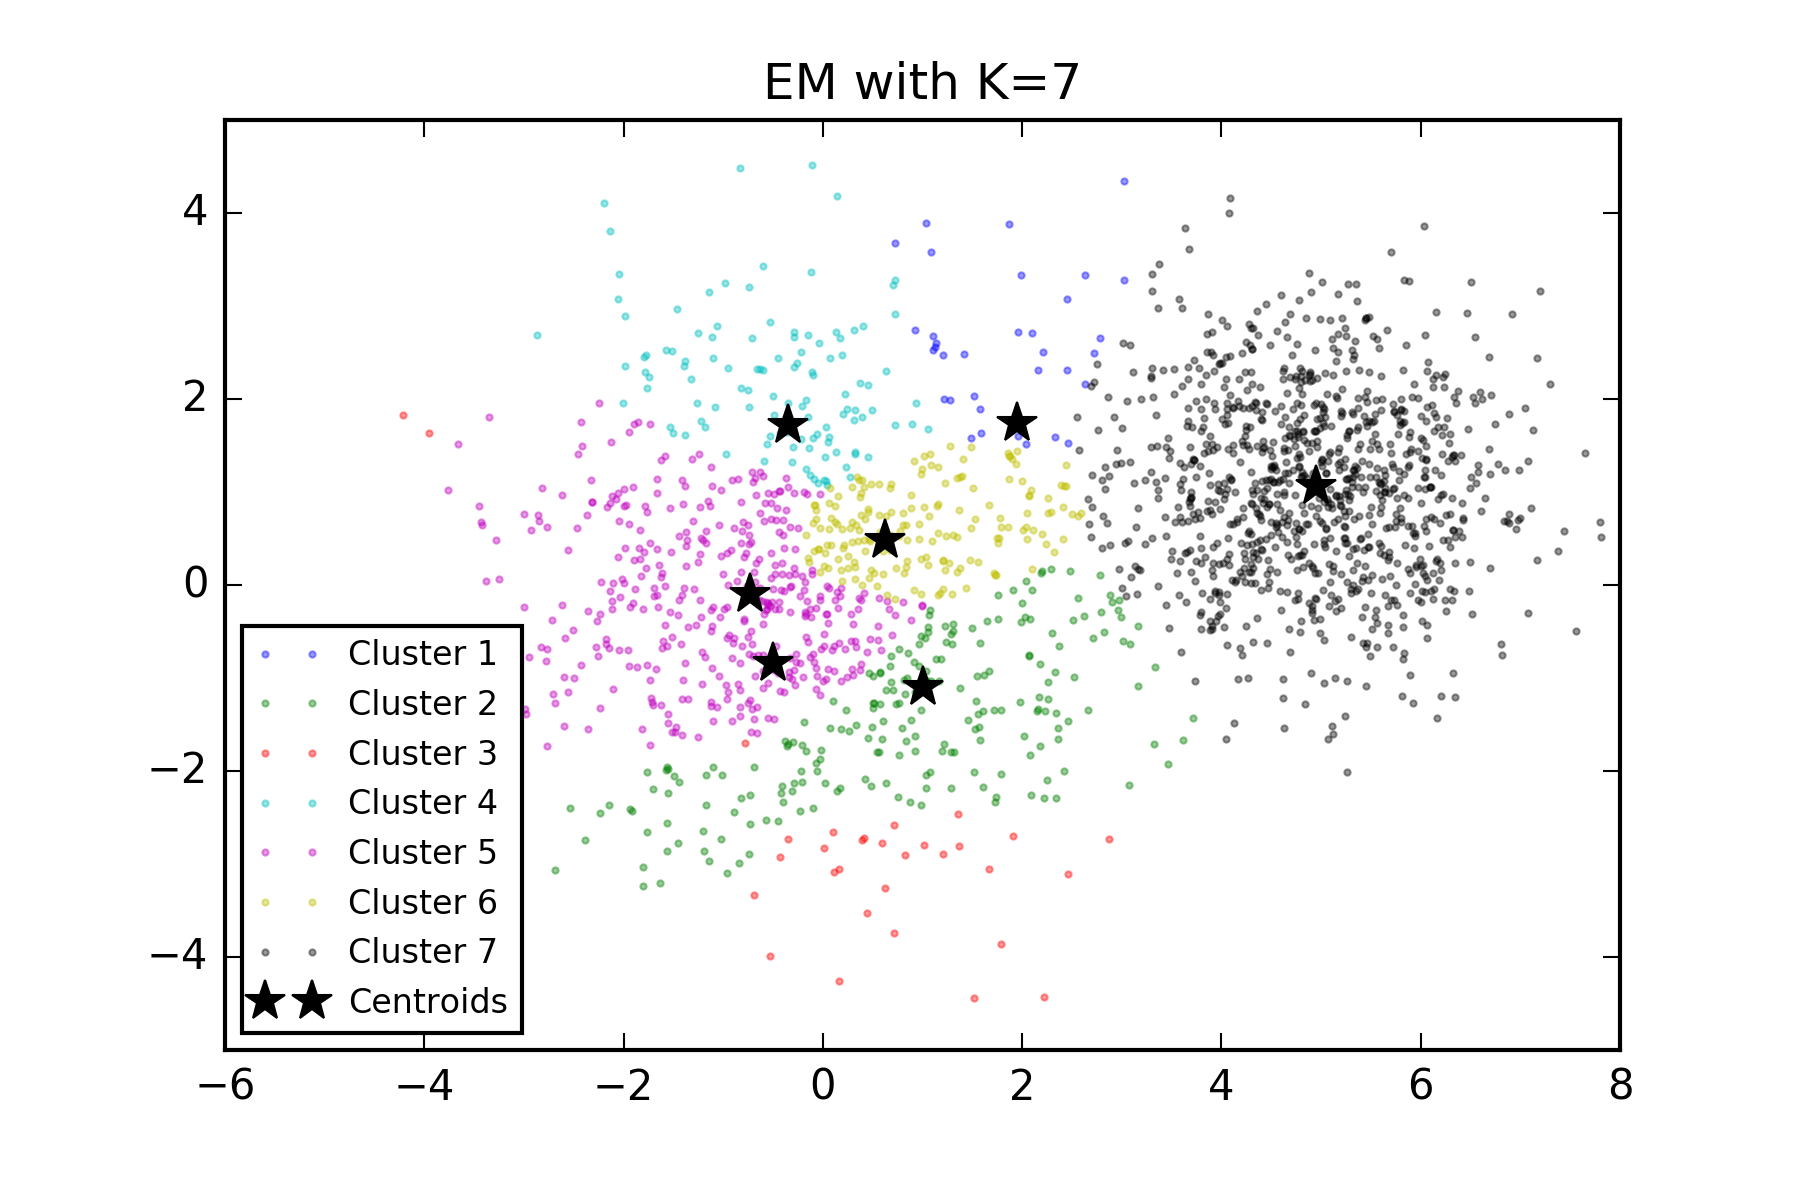 EM with K=7
4
2
0
−2
−4
−6
−4
−2
0
2
4
6
8
Cluster 1
Cluster 2
Cluster 3
Cluster 4
Cluster 5
Cluster 6
Cluster 7
Centroids